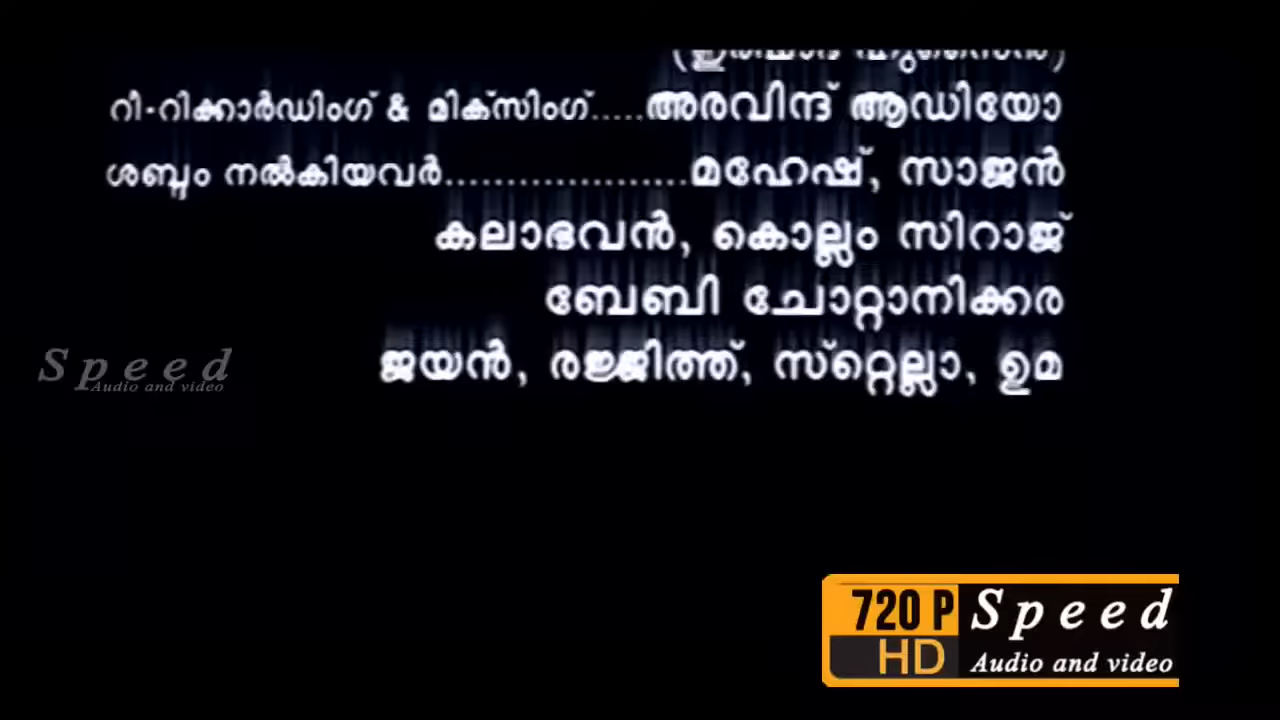 റീ-റിക്കാർഡിംഗ് & മിക്സിംഗ്.....അരവിന്ദ് ആഡിയോ
ശബ്ദം നൽകിയവർ.....................മഹേഷ്, സാജൻ
കലാഭവൻ, കൊല്ലം സിറാജ്
ബേബി ചോറ്റാനിക്കര
ജയൻ, രഞ്ജിത്ത്, സ്റ്റെല്ലാ, ഉമ
Speed
Audio and video
720 P Speed
HD Audio and video